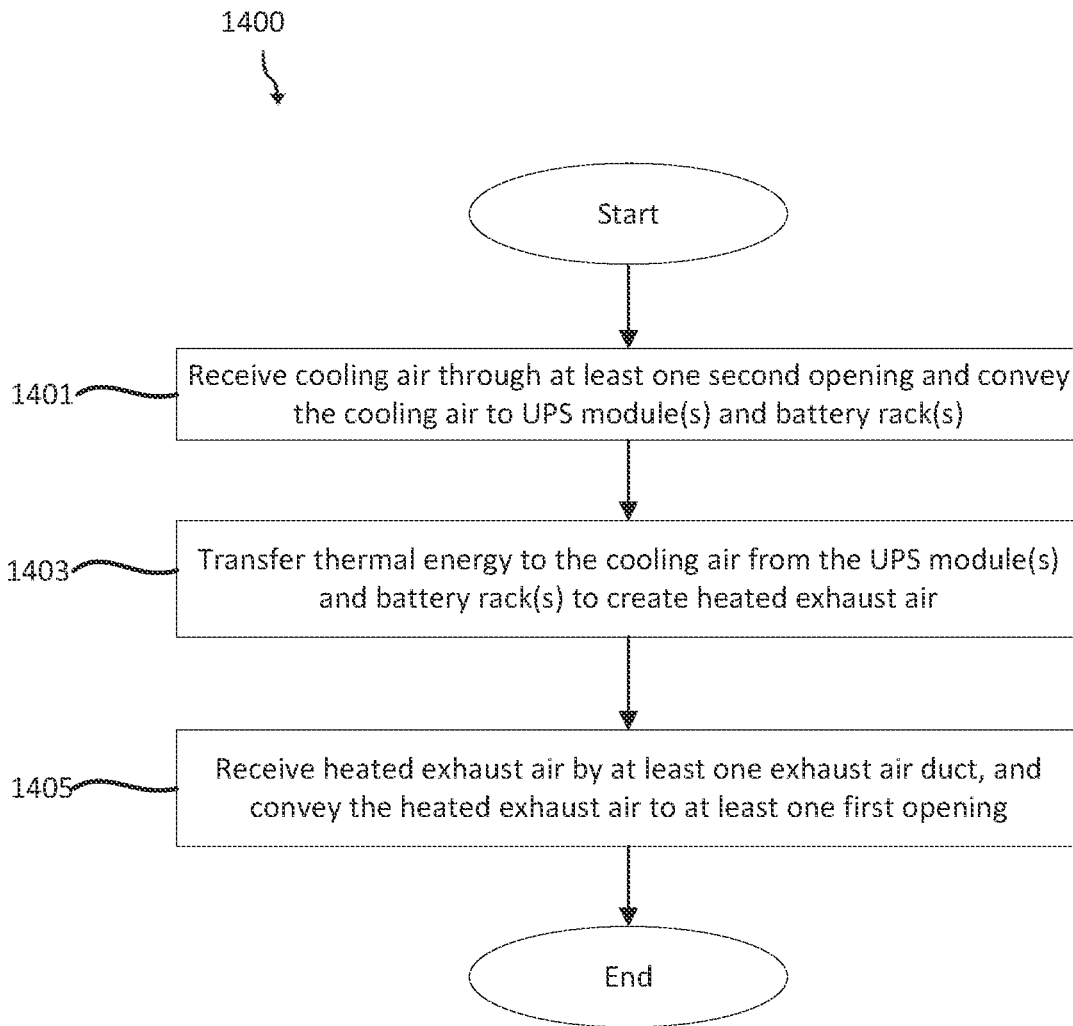 1400
Start
1401
Receive cooling air through at least one second opening and convey
the cooling air to UPS module(s) and battery rack(s)
1403
Transfer thermal energy to the cooling air from the UPS module(s)
and battery rack(s) to create heated exhaust air
1405
Receive heated exhaust air by at least one exhaust air duct, and
convey the heated exhaust air to at least one first opening
End